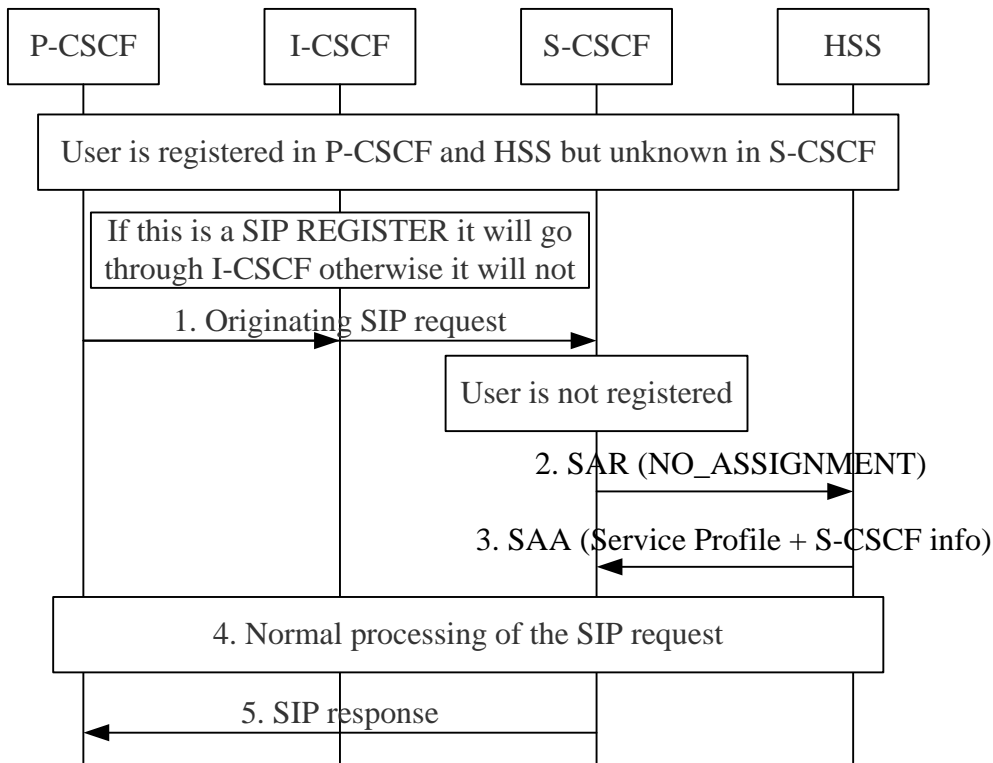 P-CSCF
I-CSCF
S-CSCF
HSS
User is registered in P-CSCF and HSS but unknown in S-CSCF
If this is a SIP REGISTER it will go
through I-CSCF otherwise it will not
1. Originating SIP request
User is not registered
2. SAR (NO_ASSIGNMENT)
3. SAA (Service Profile + S-CSCF info)
4. Normal processing of the SIP request
5. SIP response